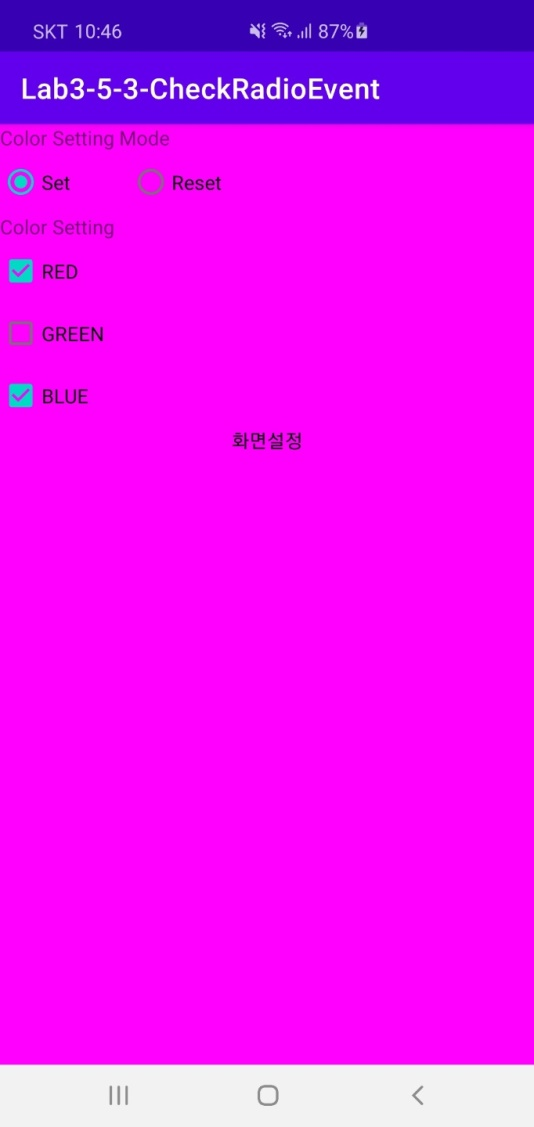 SKT 10:46 87%
Lab3-5-3-CheckRadioEvent
Color Setting Mode
Set Reset
Color Setting
RED
GREEN
BLUE
화면설정